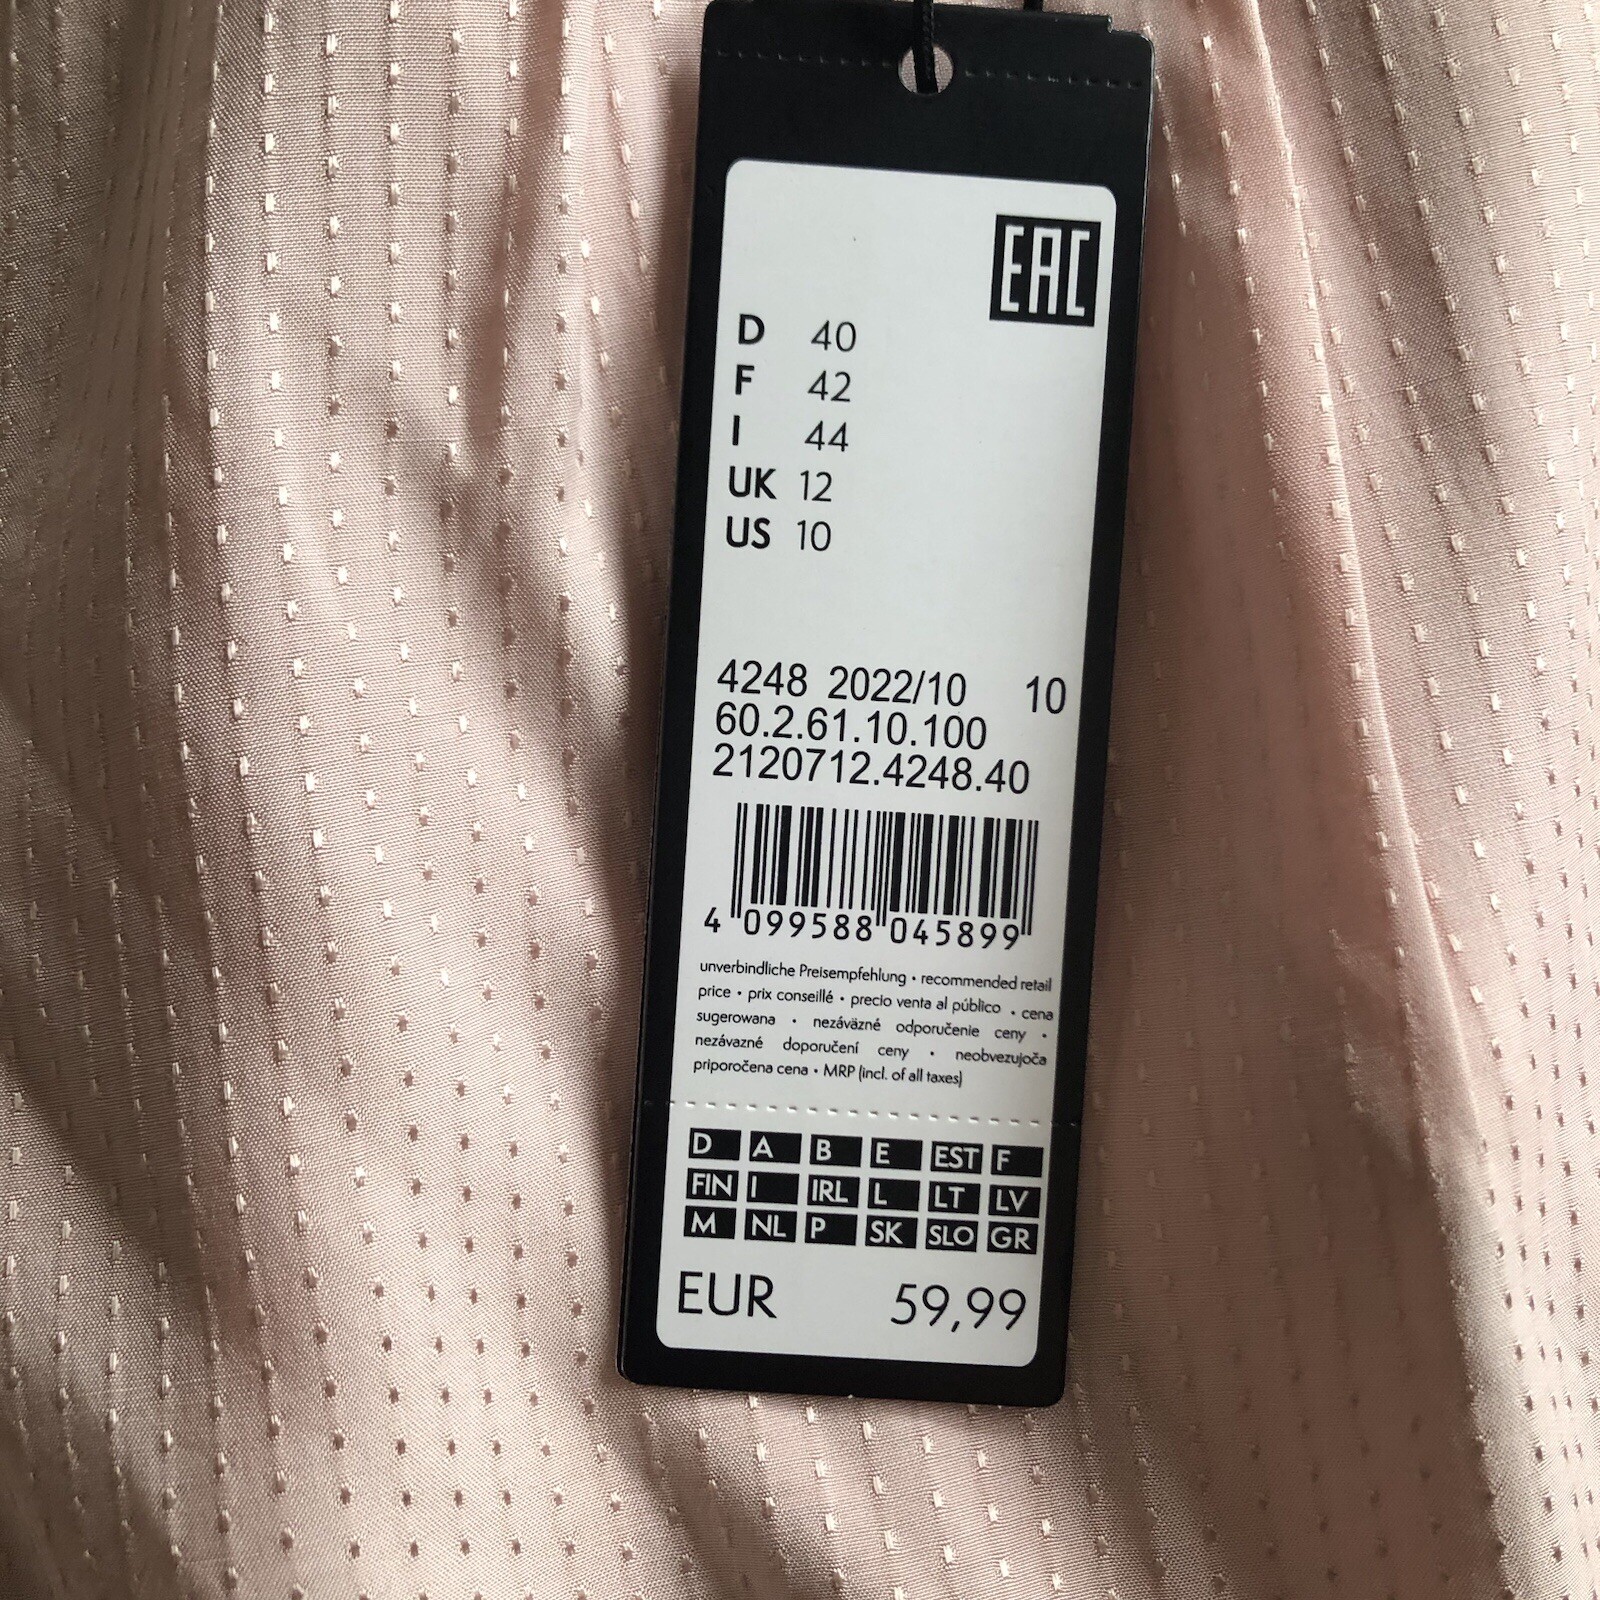 EAC
D 40
F 42
I 44
UK 12
US 10
4248 2022/10 10
60.2.61.10.100
2120712.4248.40
4 099588 045899
unverbindliche Preisempfehlung • recommended retail
price • prix conseillé • precio venta al público • cena
sugerowana • nezáväzné odporučenie ceny •
nezávazné doporučení ceny • neobvezujoča
priporočena cena • MRP (incl. of all taxes)
D A B E EST F
FIN I IRL L LT LV
M NL P SK SLO GR
EUR 59,99